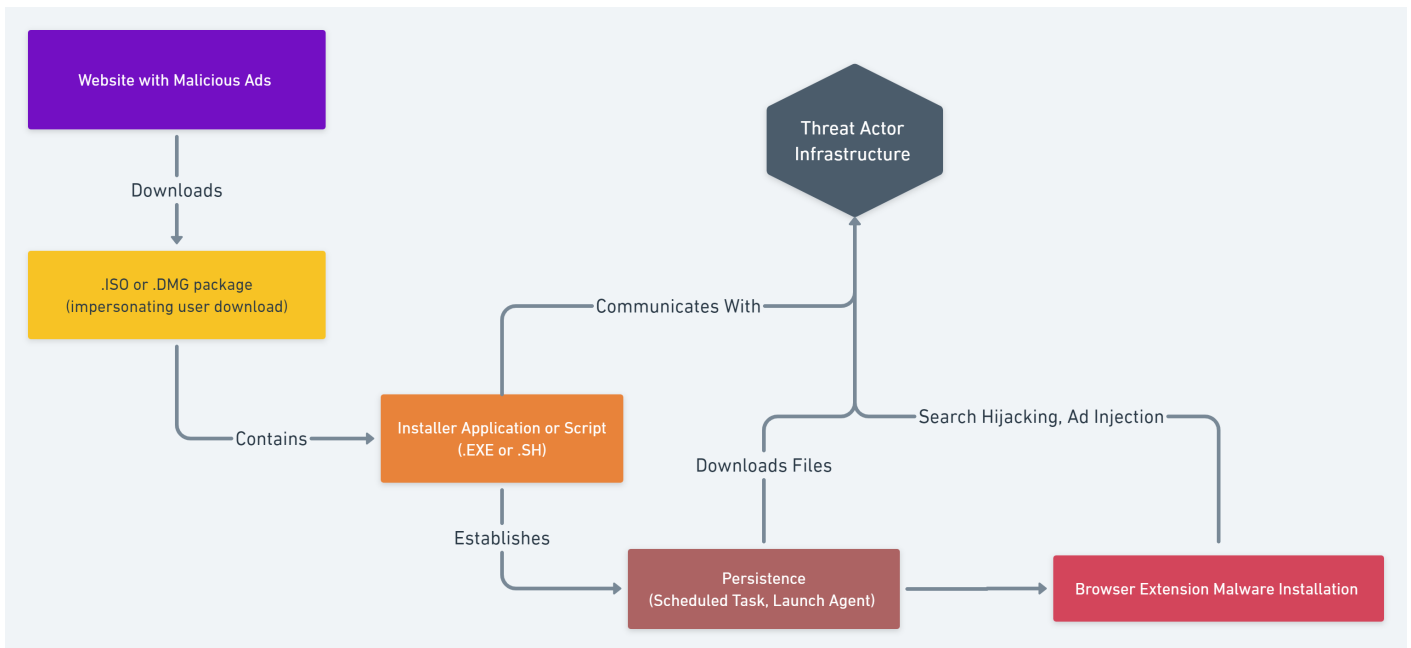 Website with Malicious Ads
Threat Actor
Infrastructure
Downloads
.ISO or .DMG package
(impersonating user download)
Communicates With
Installer Application or Script
(.EXE or .SH)
Contains
Search Hijacking, Ad Injection
Downloads Files
Establishes
Persistence
(Scheduled Task, Launch Agent)
Browser Extension Malware Installation